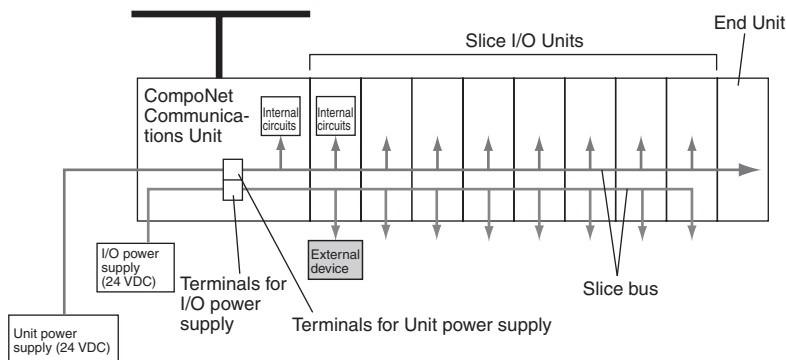 End Unit
Slice I/O Units
CompoNet
Communica-
tions Unit
Internal
circuits
Internal
circuits
I/O power
supply
(24 VDC)
External
device
Terminals for
I/O power
supply
Slice bus
Terminals for Unit power supply
Unit power
supply (24 VDC)